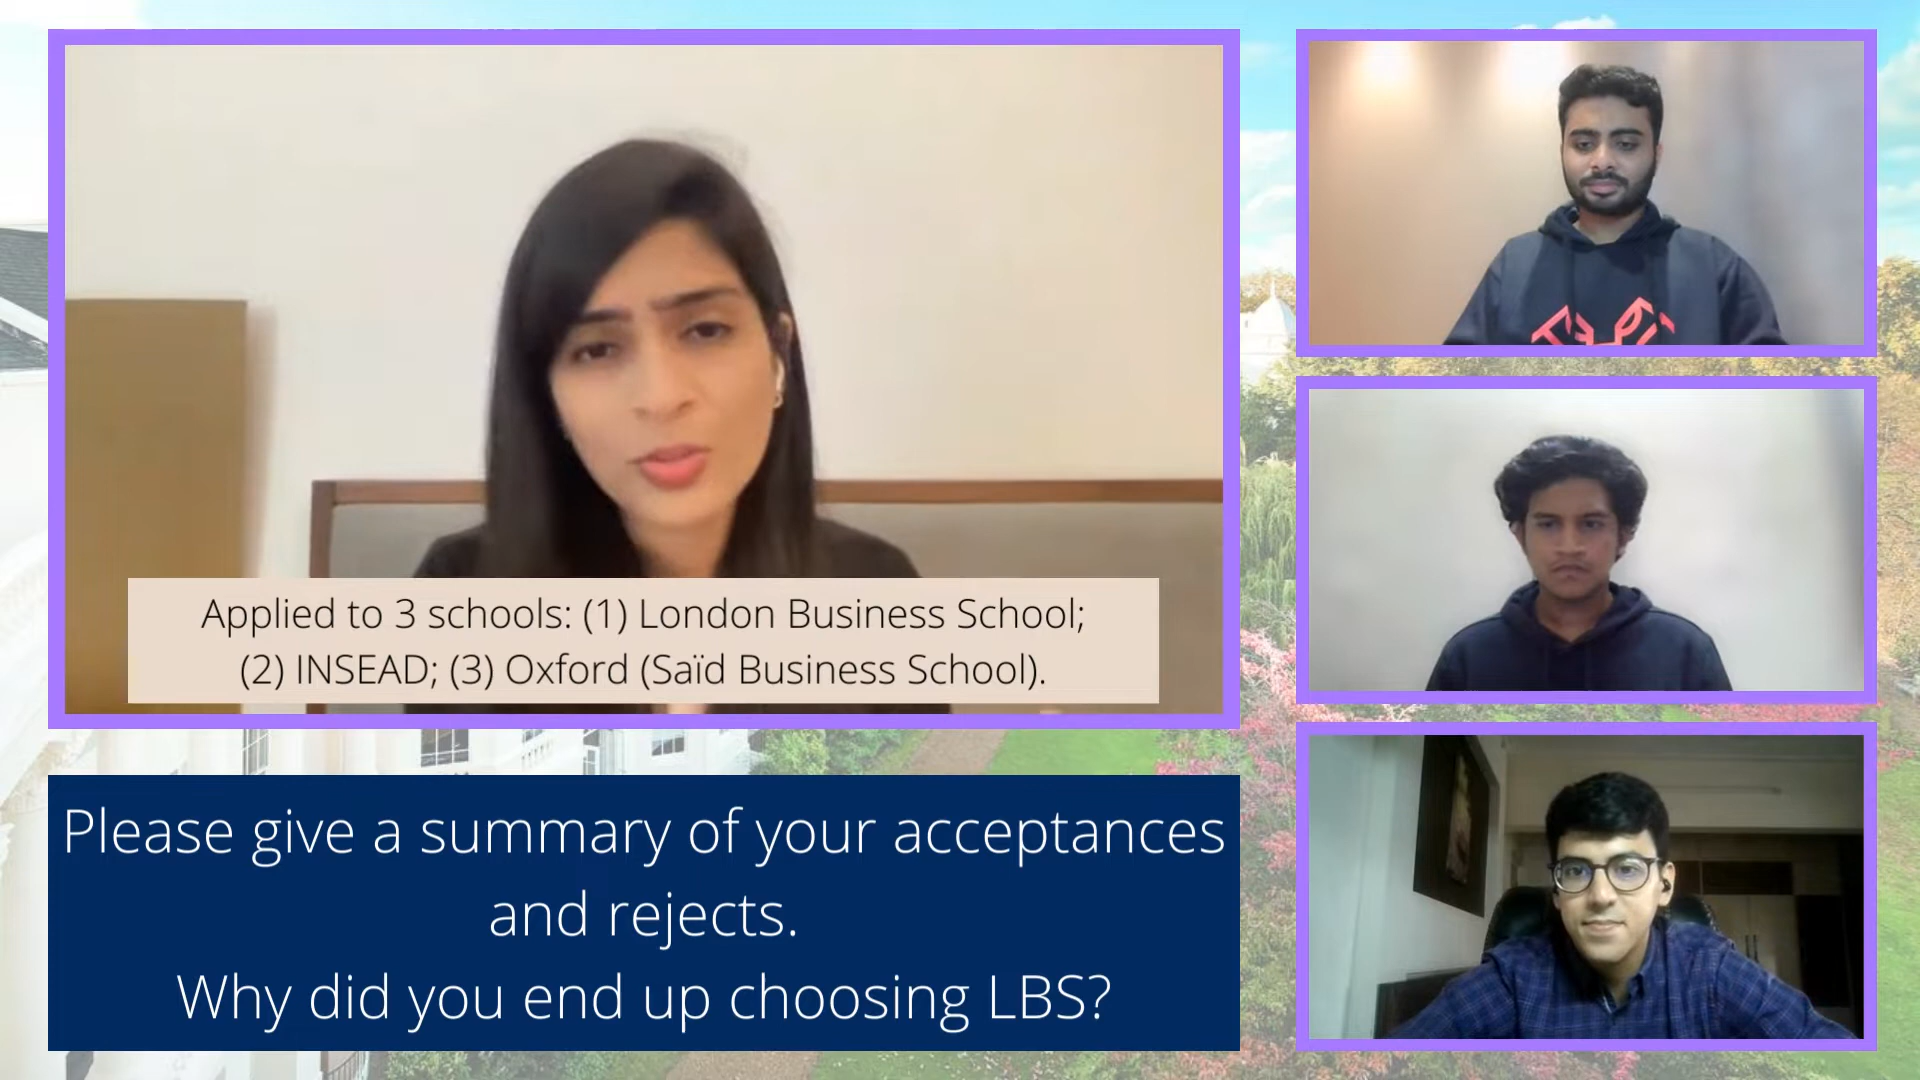 Applied to 3 schools: (1) London Business School;
(2) INSEAD; (3) Oxford (Saïd Business School).
Please give a summary of your acceptances
and rejects.
Why did you end up choosing LBS?